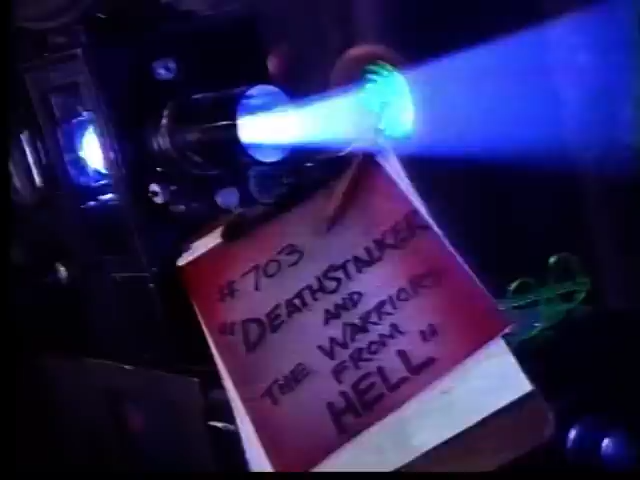 #703
"DEATHSTALKER
AND
THE WARRIORS
FROM
HELL"